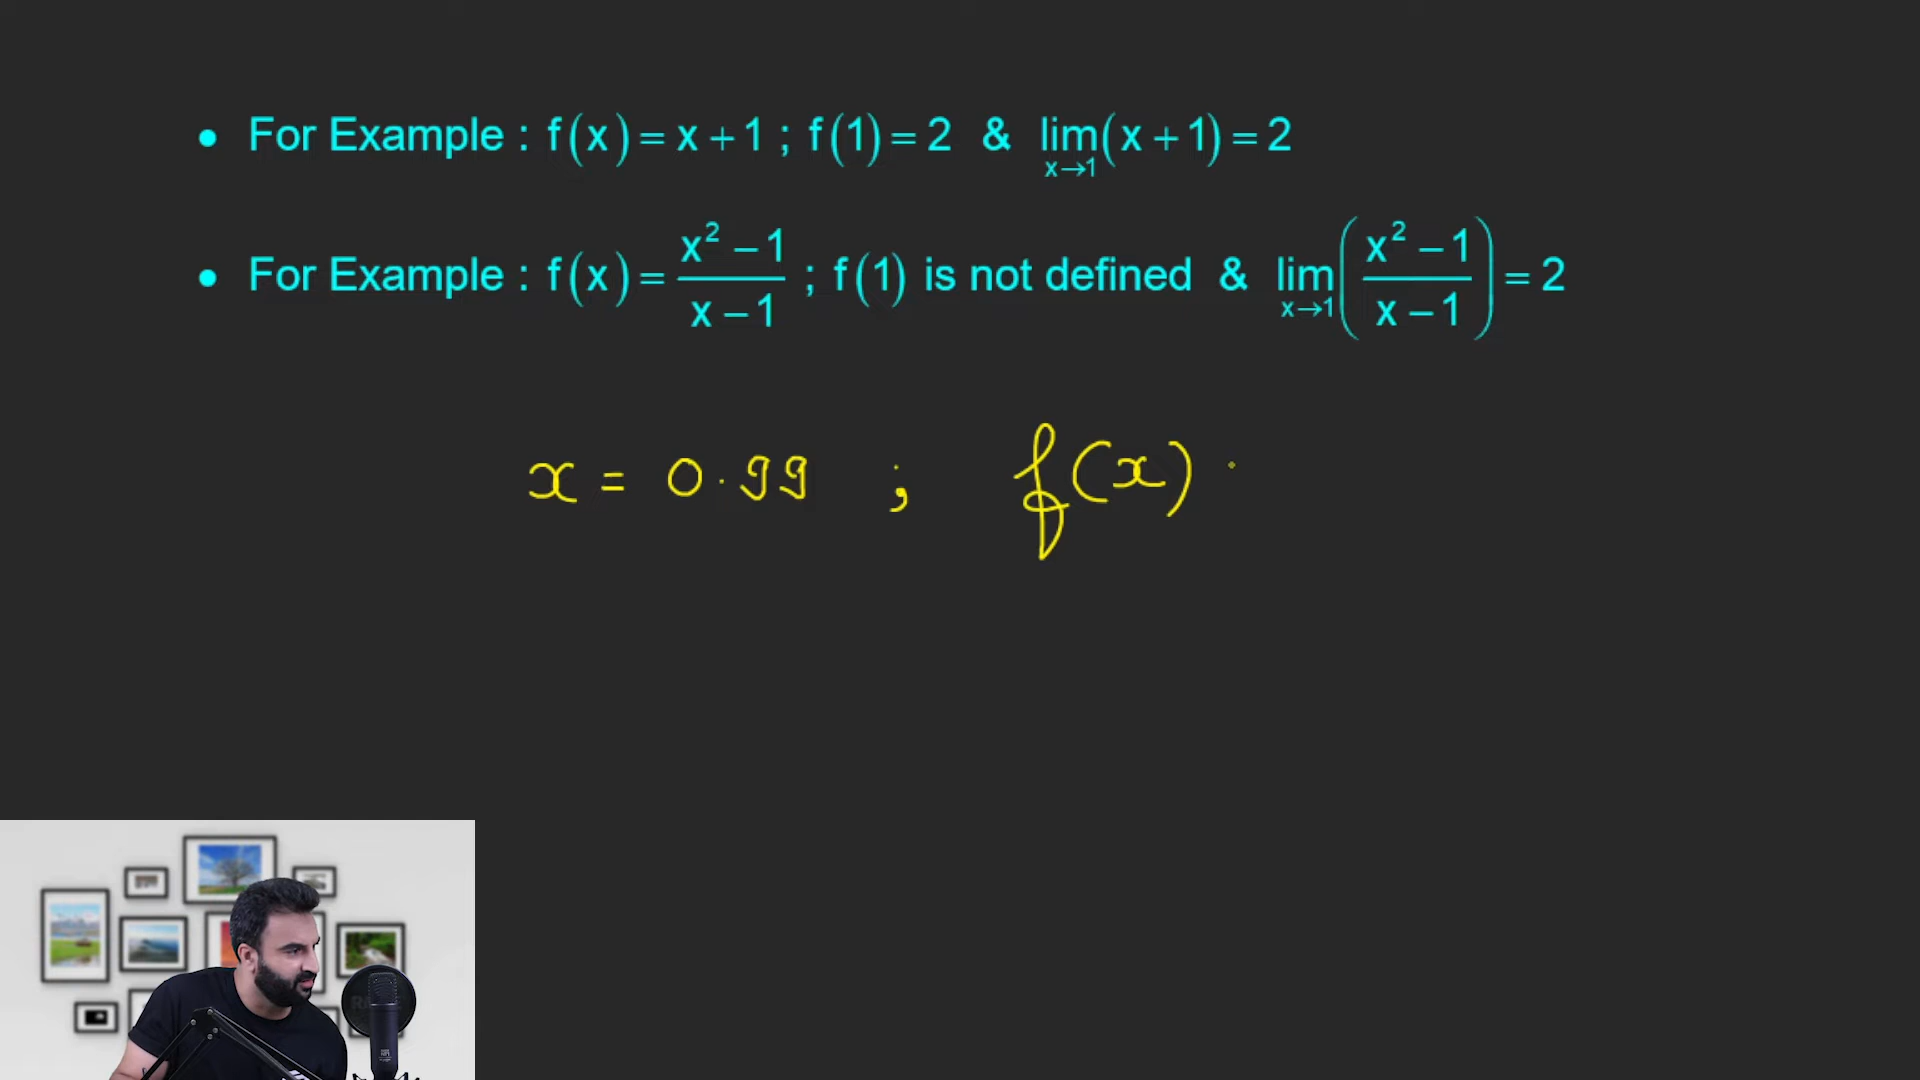 • For Example : f(x) = x + 1 ; f(1) = 2 & lim x→1 (x + 1) = 2
• For Example : f(x) = (x² − 1)/(x − 1) ; f(1) is not defined & lim x→1 ((x² − 1)/(x − 1)) = 2
x = 0.99 ; f(x)